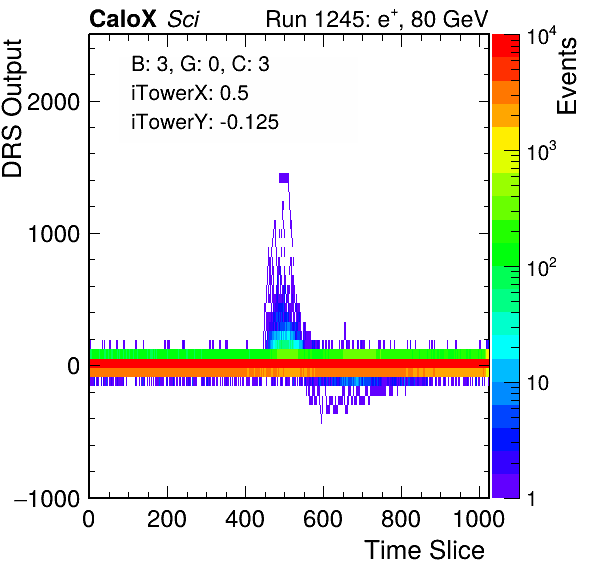 CaloX Sci Run 1245: e+, 80 GeV
B: 3, G: 0, C: 3
iTowerX: 0.5
iTowerY: -0.125
DRS Output
2000
1000
0
−1000
0 200 400 600 800 1000
Time Slice
Events
10^4
10^3
10^2
10
1